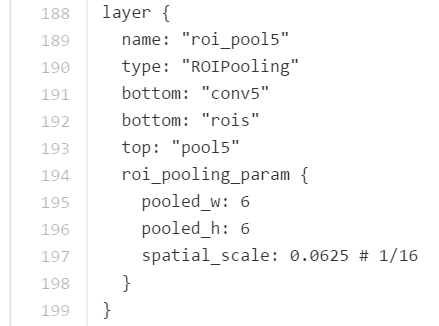 188 layer {
189 name: "roi_pool5"
190 type: "ROIPooling"
191 bottom: "conv5"
192 bottom: "rois"
193 top: "pool5"
194 roi_pooling_param {
195 pooled_w: 6
196 pooled_h: 6
197 spatial_scale: 0.0625 # 1/16
198 }
199 }